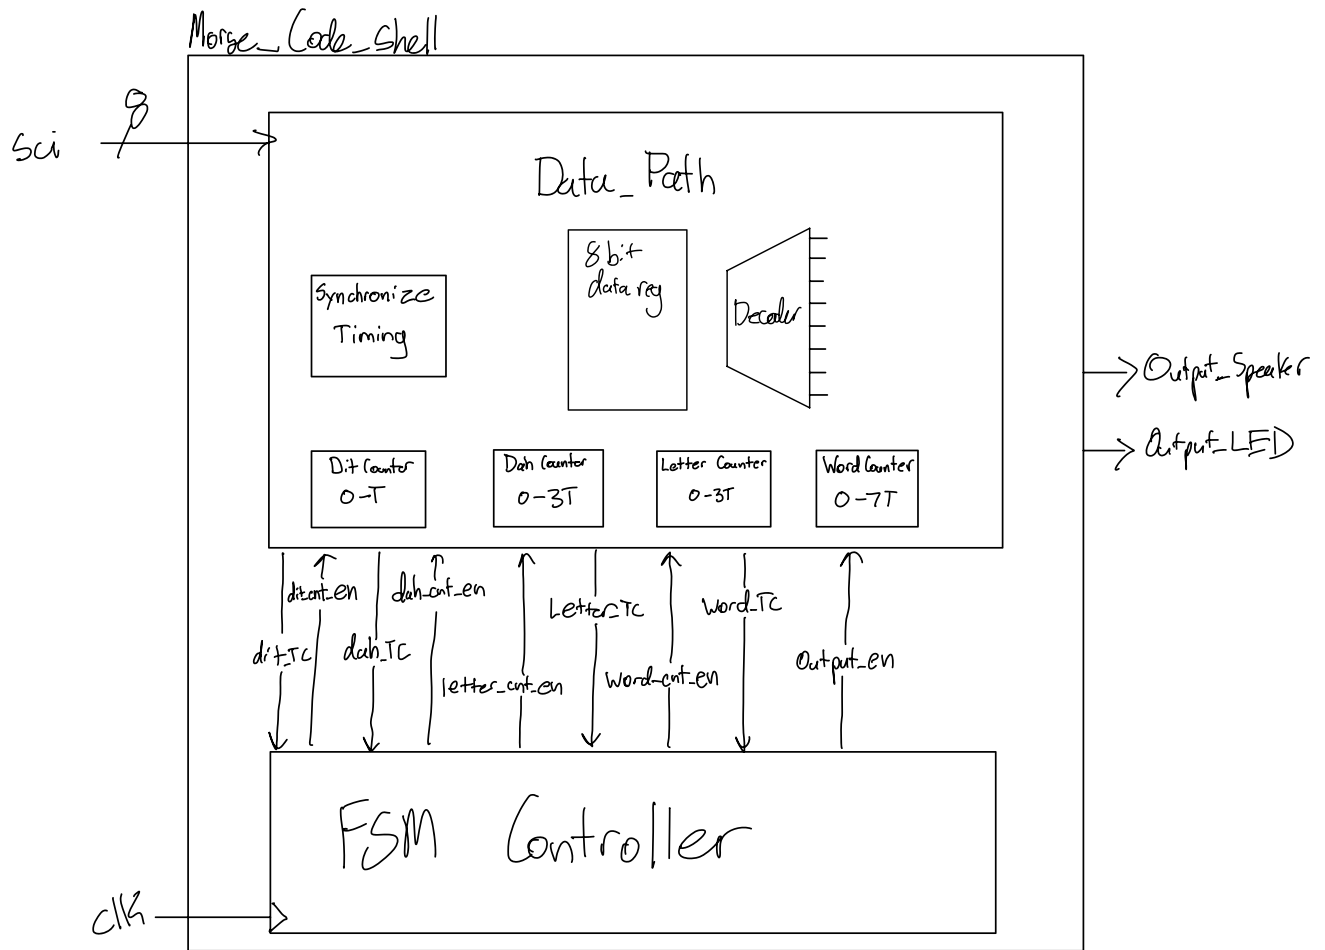 Morse_Code_Shell
8
sci
Data_Path
8 bit
data reg
Synchronize
Timing
Decoder
Output_Speaker
Output_LED
Dit Counter
0-T
Dah Counter
0-3T
Letter Counter
0-3T
Word Counter
0-7T
dit_cnt_en
dah_cnt_en
Letter_TC
Word_TC
dit_TC
dah_TC
letter_cnt_en
Word_cnt_en
Output_en
FSM Controller
clk